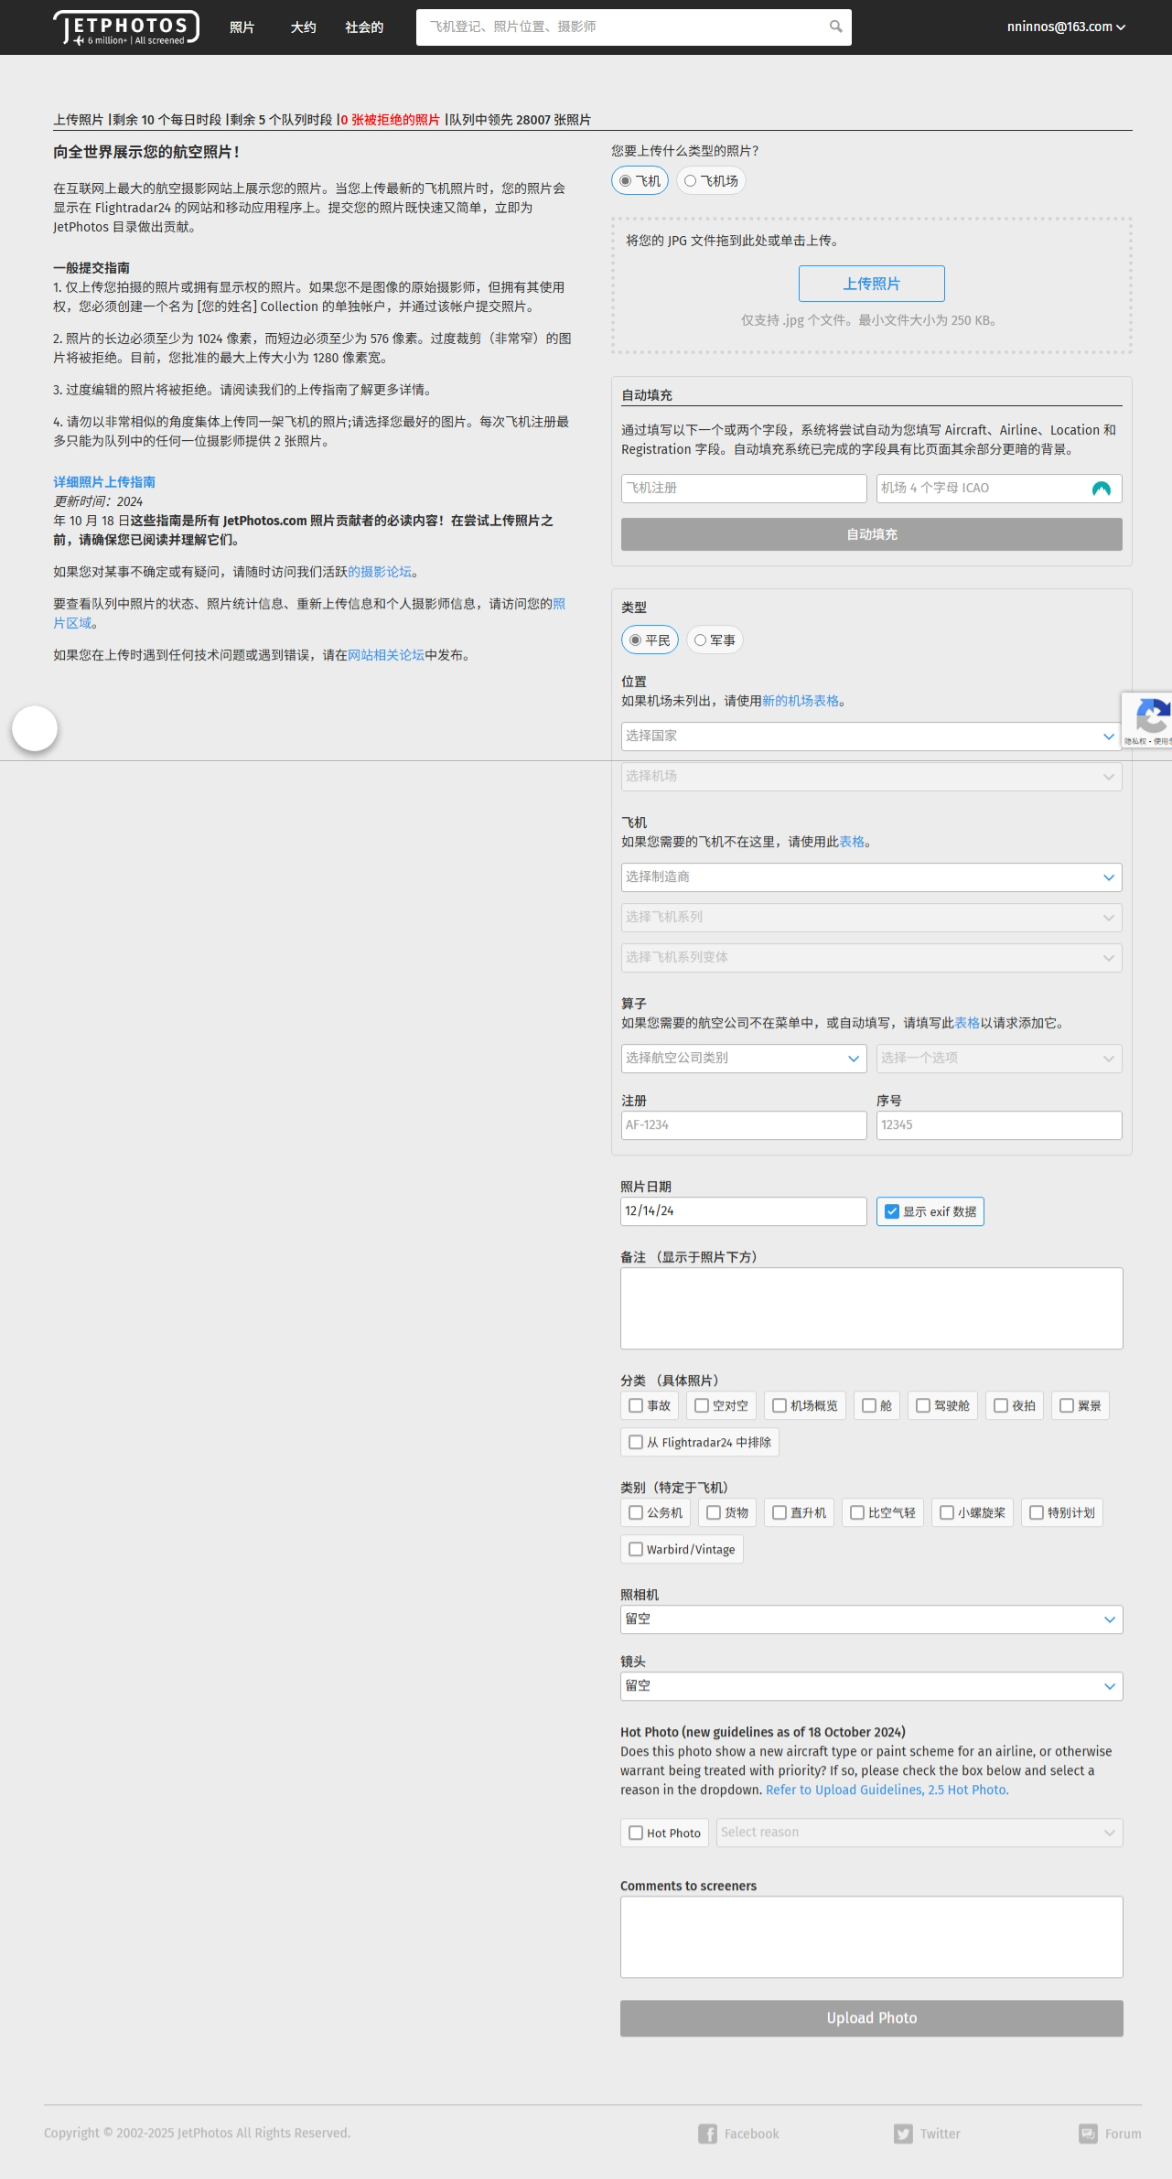 JETPHOTOS
6 million+ | All screened
照片
大约
社会的
飞机登记、照片位置、摄影师
nninnos@163.com
上传照片 |剩余 10 个每日时段 |剩余 5 个队列时段 |0 张被拒绝的照片 |队列中领先 28007 张照片
向全世界展示您的航空照片！
在互联网上最大的航空摄影网站上展示您的照片。当您上传最新的飞机照片时，您的照片会
显示在 Flightradar24 的网站和移动应用程序上。提交您的照片既快速又简单，立即为
JetPhotos 目录做出贡献。
一般提交指南
1. 仅上传您拍摄的照片或拥有显示权的照片。如果您不是图像的原始摄影师，但拥有其使用
权，您必须创建一个名为 [您的姓名] Collection 的单独帐户，并通过该帐户提交照片。
2. 照片的长边必须至少为 1024 像素，而短边必须至少为 576 像素。过度裁剪（非常窄）的图
片将被拒绝。目前，您批准的最大上传大小为 1280 像素宽。
3. 过度编辑的照片将被拒绝。请阅读我们的上传指南了解更多详情。
4. 请勿以非常相似的角度集体上传同一架飞机的照片;请选择您最好的图片。每次飞机注册最
多只能为队列中的任何一位摄影师提供 2 张照片。
详细照片上传指南
更新时间：2024
年 10 月 18 日这些指南是所有 JetPhotos.com 照片贡献者的必读内容！在尝试上传照片之
前，请确保您已阅读并理解它们。
如果您对某事不确定或有疑问，请随时访问我们活跃的摄影论坛。
要查看队列中照片的状态、照片统计信息、重新上传信息和个人摄影师信息，请访问您的照
片区域。
如果您在上传时遇到任何技术问题或遇到错误，请在网站相关论坛中发布。
您要上传什么类型的照片？
飞机
飞机场
将您的 JPG 文件拖到此处或单击上传。
上传照片
仅支持 .jpg 个文件。最小文件大小为 250 KB。
自动填充
通过填写以下一个或两个字段，系统将尝试自动为您填写 Aircraft、Airline、Location 和
Registration 字段。自动填充系统已完成的字段具有比页面其余部分更暗的背景。
飞机注册
机场 4 个字母 ICAO
自动填充
类型
平民
军事
位置
如果机场未列出，请使用新的机场表格。
选择国家
隐私权 - 使用
选择机场
飞机
如果您需要的飞机不在这里，请使用此表格。
选择制造商
选择飞机系列
选择飞机系列变体
算子
如果您需要的航空公司不在菜单中，或自动填写，请填写此表格以请求添加它。
选择航空公司类别
选择一个选项
注册
序号
AF-1234
12345
照片日期
12/14/24
显示 exif 数据
备注 （显示于照片下方）
分类 （具体照片）
事故
空对空
机场概览
舱
驾驶舱
夜拍
翼景
从 Flightradar24 中排除
类别（特定于飞机）
公务机
货物
直升机
比空气轻
小螺旋桨
特别计划
Warbird/Vintage
照相机
留空
镜头
留空
Hot Photo (new guidelines as of 18 October 2024)
Does this photo show a new aircraft type or paint scheme for an airline, or otherwise
warrant being treated with priority? If so, please check the box below and select a
reason in the dropdown. Refer to Upload Guidelines, 2.5 Hot Photo.
Hot Photo
Select reason
Comments to screeners
Upload Photo
Copyright © 2002-2025 JetPhotos All Rights Reserved.
Facebook
Twitter
Forum